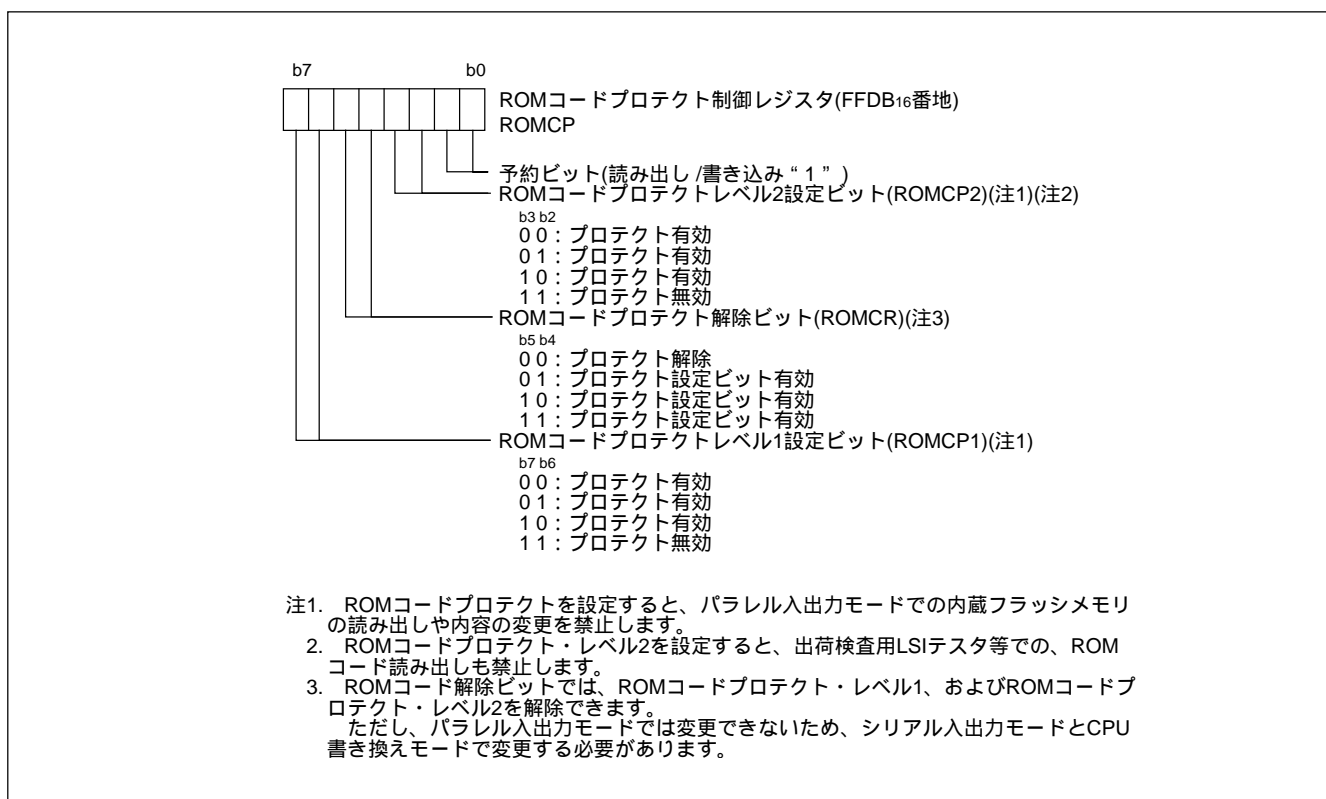 b7 b0
ROMコードプロテクト制御レジスタ(FFDB16番地)
ROMCP
予約ビット(読み出し /書き込み “ 1 ” )
ROMコードプロテクトレベル2設定ビット(ROMCP2)(注1)(注2)
b3 b2
0 0 : プロテクト有効
0 1 : プロテクト有効
1 0 : プロテクト有効
1 1 : プロテクト無効
ROMコードプロテクト解除ビット(ROMCR)(注3)
b5 b4
0 0 : プロテクト解除
0 1 : プロテクト設定ビット有効
1 0 : プロテクト設定ビット有効
1 1 : プロテクト設定ビット有効
ROMコードプロテクトレベル1設定ビット(ROMCP1)(注1)
b7 b6
0 0 : プロテクト有効
0 1 : プロテクト有効
1 0 : プロテクト有効
1 1 : プロテクト無効
注1. ROMコードプロテクトを設定すると、パラレル入出力モードでの内蔵フラッシメモリ
の読み出しや内容の変更を禁止します。
2. ROMコードプロテクト・レベル2を設定すると、出荷検査用LSIテスタ等での、ROM
コード読み出しも禁止します。
3. ROMコード解除ビットでは、ROMコードプロテクト・レベル1、およびROMコードプ
ロテクト・レベル2を解除できます。
ただし、パラレル入出力モードでは変更できないため、シリアル入出力モードとCPU
書き換えモードで変更する必要があります。